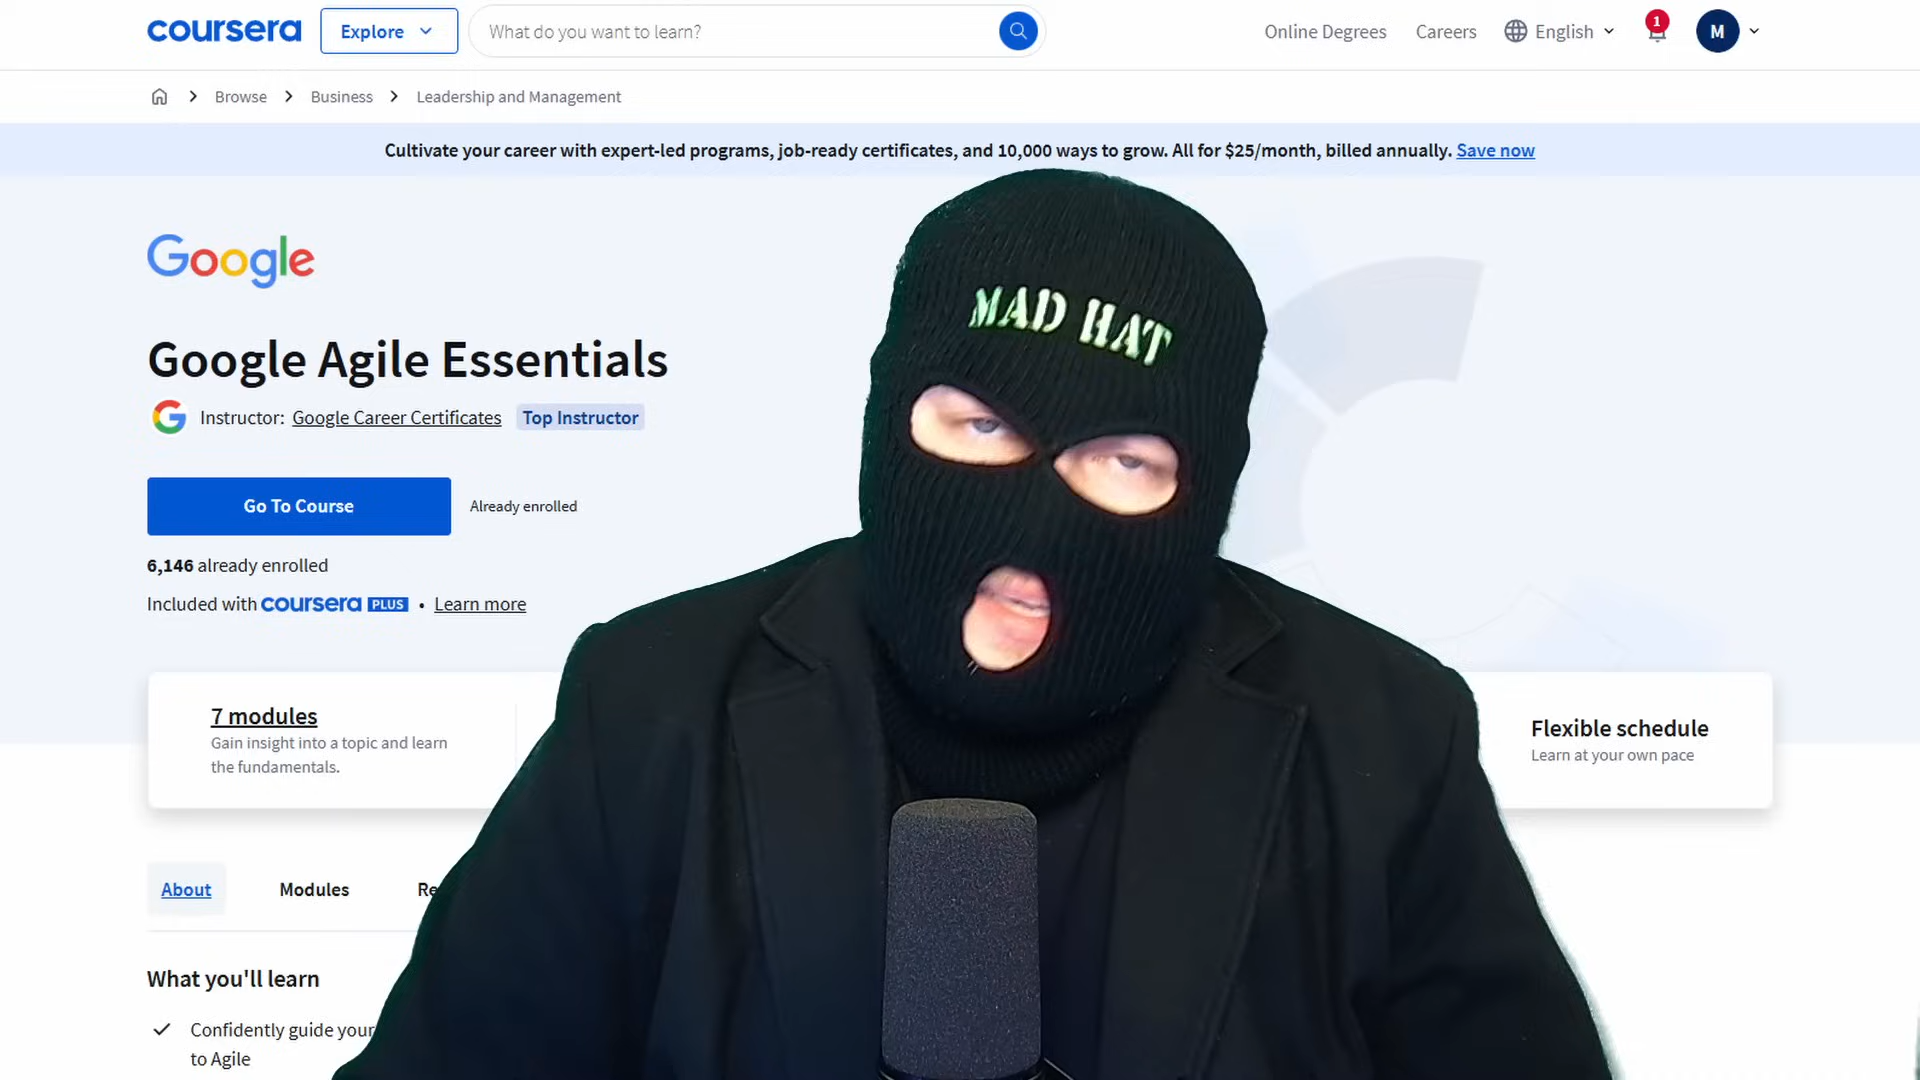 coursera
Explore
What do you want to learn?
Online Degrees
Careers
English
1
M
Browse
Business
Leadership and Management
Cultivate your career with expert-led programs, job-ready certificates, and 10,000 ways to grow. All for $25/month, billed annually. Save now
Google
MAD HAT
Google Agile Essentials
Instructor: Google Career Certificates
Top Instructor
Go To Course
Already enrolled
6,146 already enrolled
Included with coursera PLUS • Learn more
7 modules
Gain insight into a topic and learn
the fundamentals.
Flexible schedule
Learn at your own pace
About
Modules
What you'll learn
Confidently guide your
to Agile